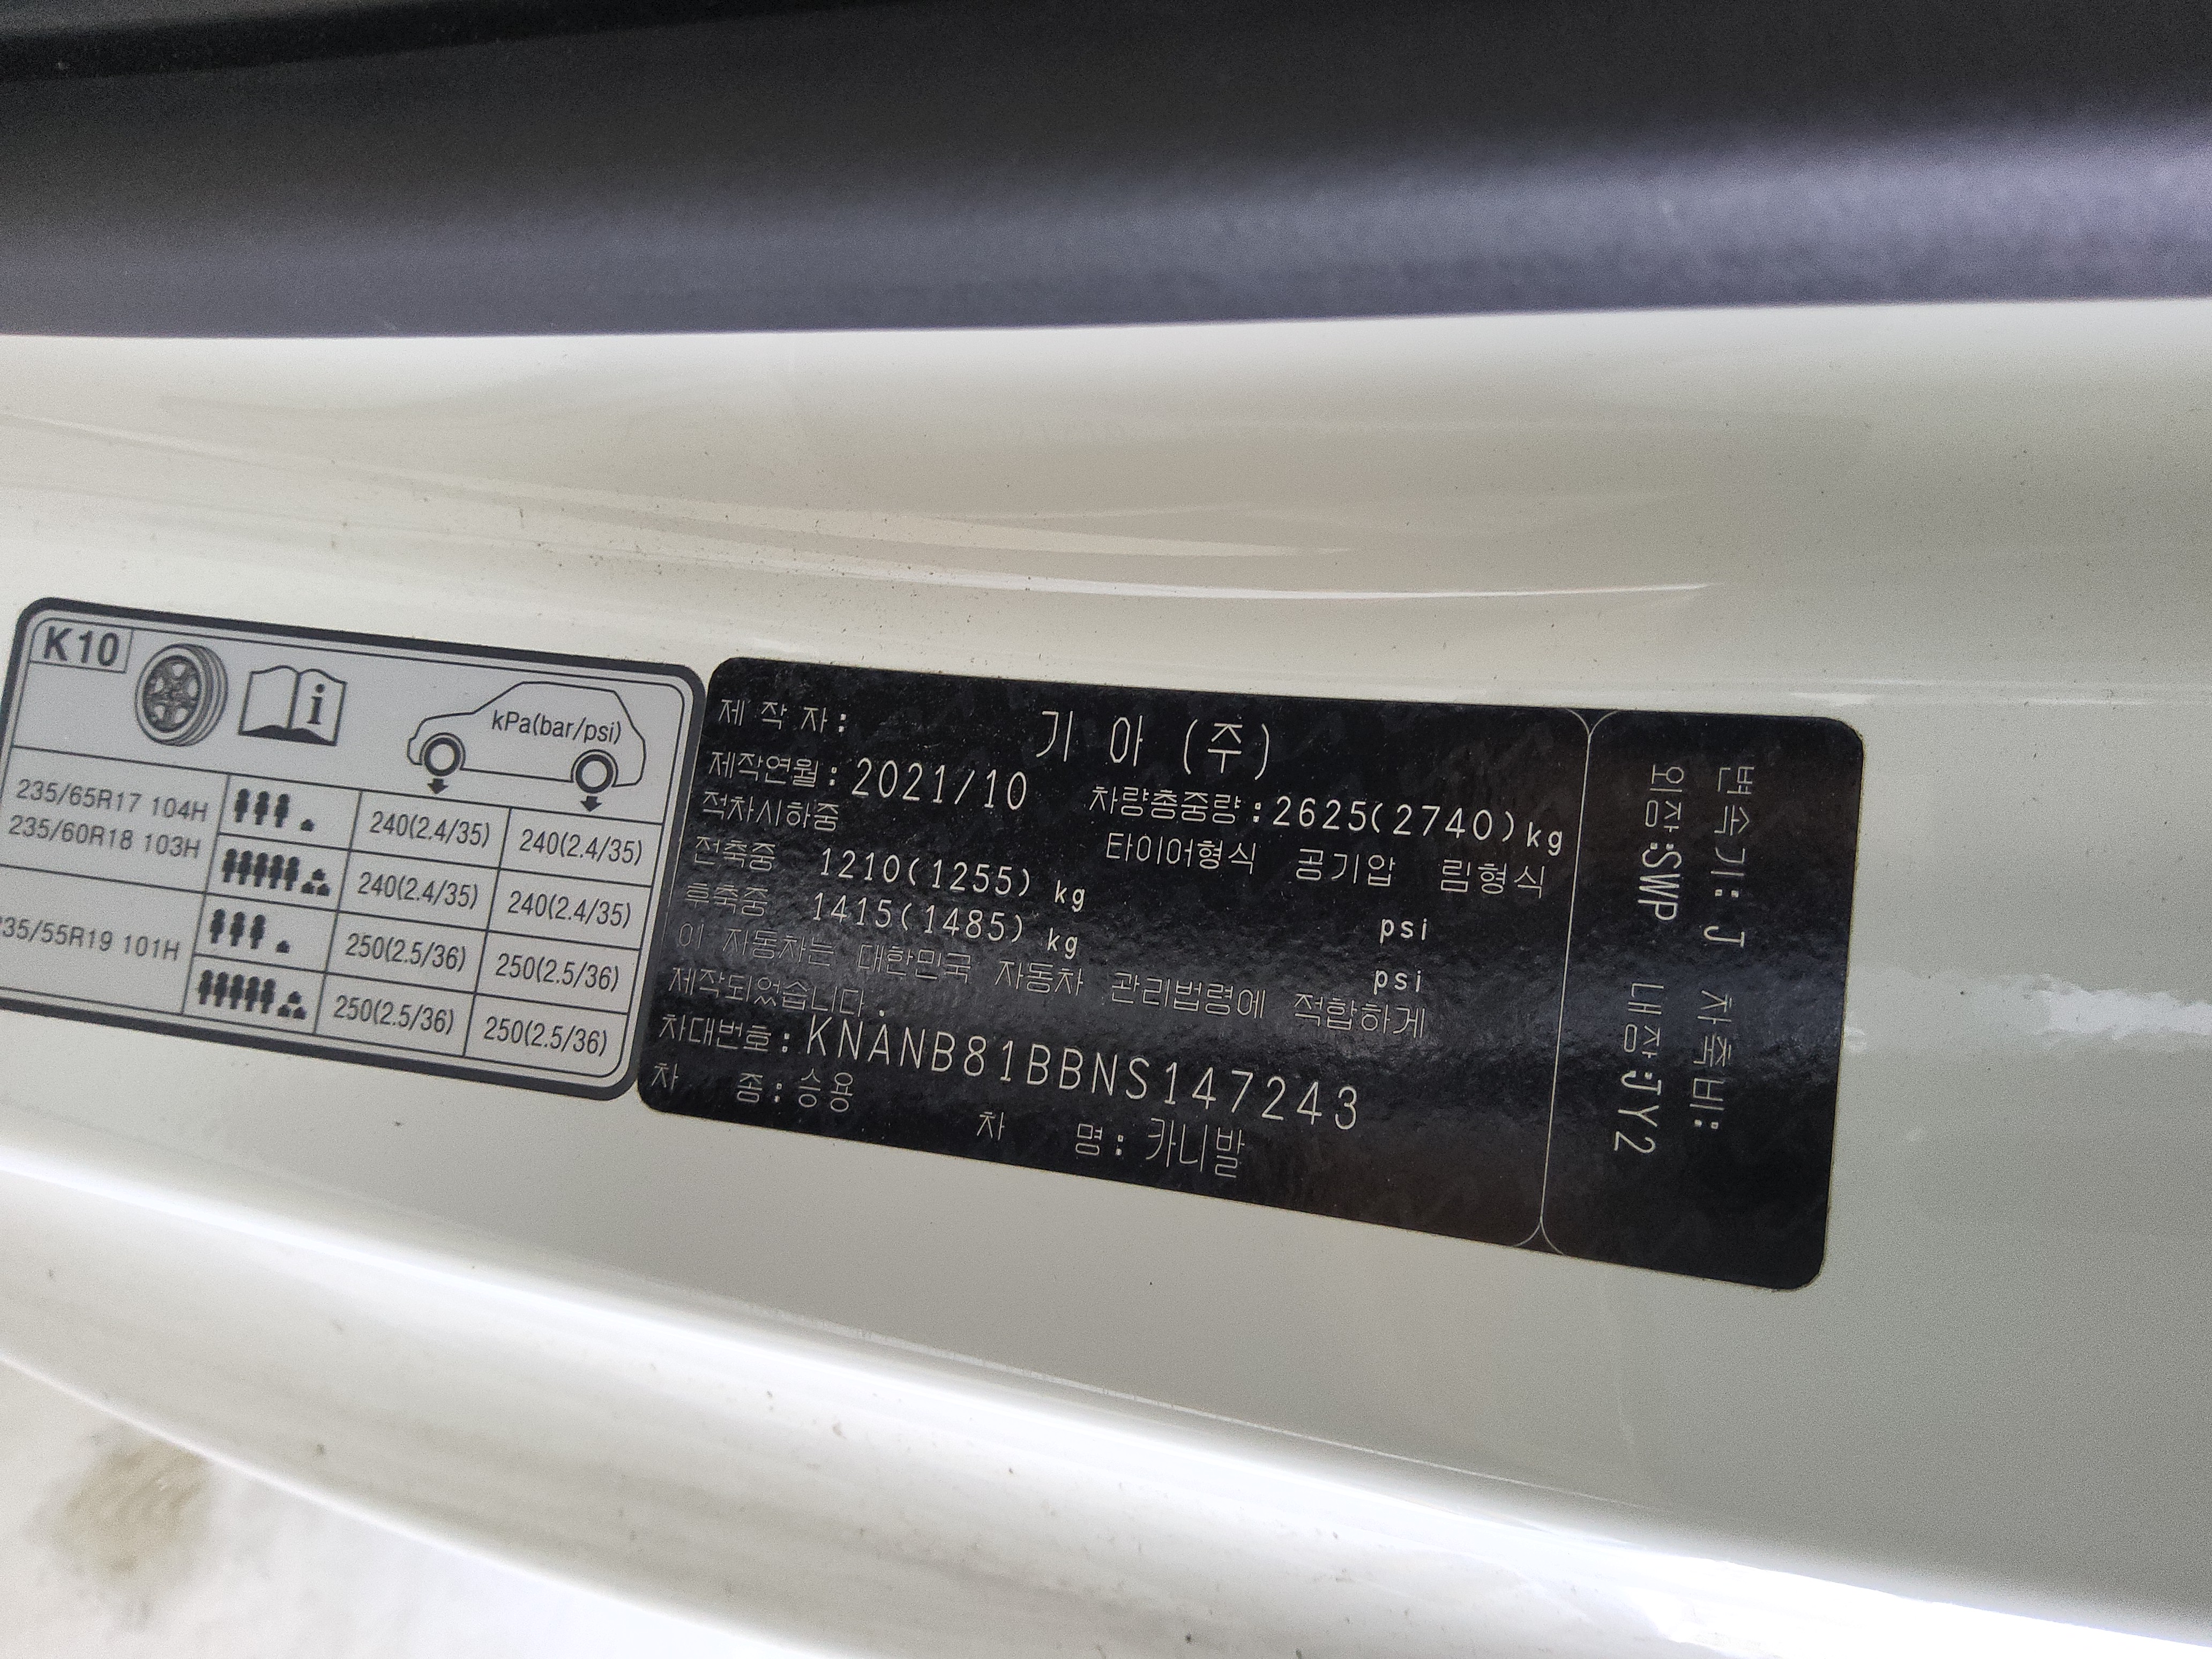 K10
kPa(bar/psi)
235/65R17 104H
235/60R18 103H
240(2.4/35) 240(2.4/35)
240(2.4/35) 240(2.4/35)
35/55R19 101H
250(2.5/36) 250(2.5/36)
250(2.5/36) 250(2.5/36)
제 작 자: 기 아 (주)
제작연월: 2021/10 차량총중량:2625(2740)kg
적차시하중 타이어형식 공기압 림형식
전축중 1210(1255) kg psi
후축중 1415(1485) kg psi
이 자동차는 대한민국 자동차 관리법령에 적합하게
제작되었습니다.
차대번호: KNANB81BBNS147243
차 종:승용 차 명: 카니발
변속기: J 차축비:
외장:SWP 내장:JY2